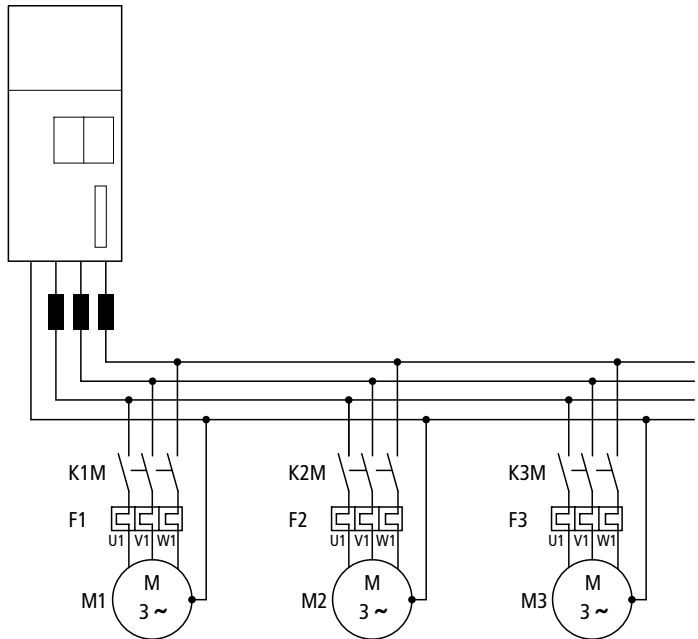 K1M K2M K3M
F1 F2 F3
U1 V1 W1 U1 V1 W1 U1 V1 W1
M M M
M1 M2 M3
3 ~ 3 ~ 3 ~